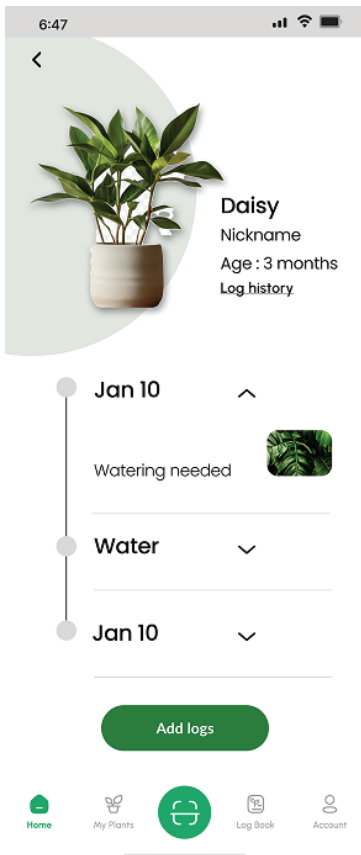 6:47
Daisy
Nickname
Age : 3 months
Log history
Jan 10
Watering needed
Water
Jan 10
Add logs
Home
My Plants
Log Book
Account